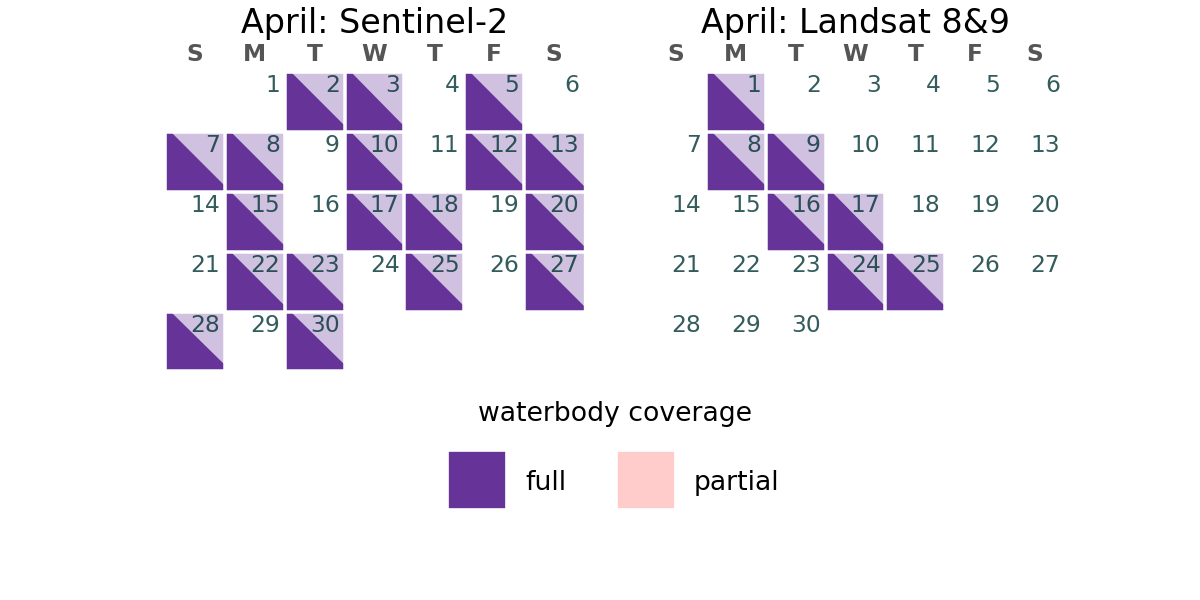 April: Sentinel-2
S M T W T F S
1 2 3 4 5 6
7 8 9 10 11 12 13
14 15 16 17 18 19 20
21 22 23 24 25 26 27
28 29 30
April: Landsat 8&9
S M T W T F S
1 2 3 4 5 6
7 8 9 10 11 12 13
14 15 16 17 18 19 20
21 22 23 24 25 26 27
28 29 30
waterbody coverage
full partial